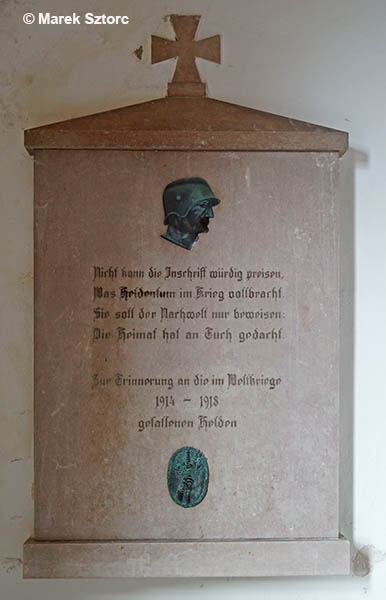 © Marek Sztorc
Nicht kann die Inschrift würdig preisen,
Was Heldentum im Krieg vollbracht
Sie soll der Nachwelt nur beweisen:
Die Heimat hat an Euch gedacht.
Zur Erinnerung an die im Weltkriege
1914 - 1918
gefallenen Helden